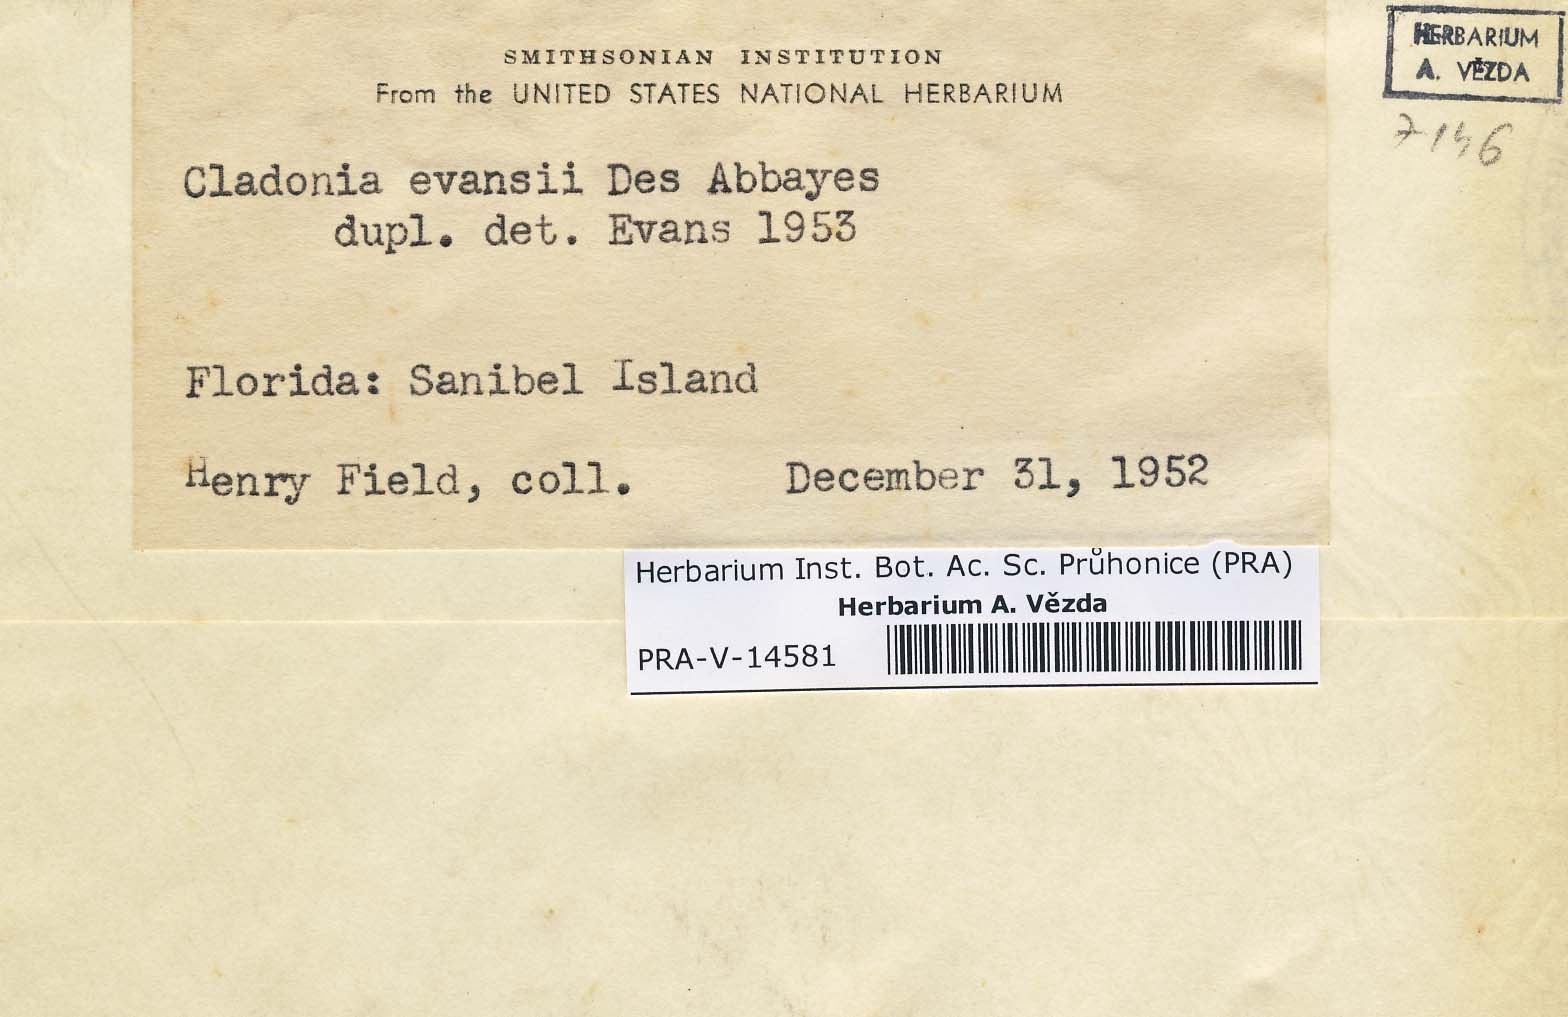 SMITHSONIAN INSTITUTION
From the UNITED STATES NATIONAL HERBARIUM
Cladonia evansii Des Abbayes
dupl. det. Evans 1953
Florida: Sanibel Island
Henry Field, coll. December 31, 1952
HERBARIUM
A. VĚZDA
7146
Herbarium Inst. Bot. Ac. Sc. Průhonice (PRA)
Herbarium A. Vězda
PRA-V-14581